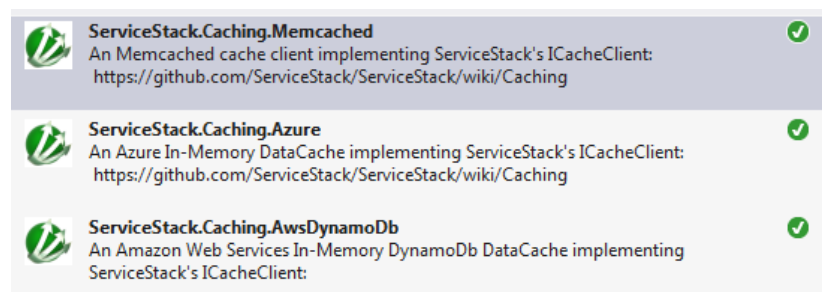 ServiceStack.Caching.Memcached
An Memcached cache client implementing ServiceStack's ICacheClient:
https://github.com/ServiceStack/ServiceStack/wiki/Caching
ServiceStack.Caching.Azure
An Azure In-Memory DataCache implementing ServiceStack's ICacheClient:
https://github.com/ServiceStack/ServiceStack/wiki/Caching
ServiceStack.Caching.AwsDynamoDb
An Amazon Web Services In-Memory DynamoDb DataCache implementing
ServiceStack's ICacheClient: